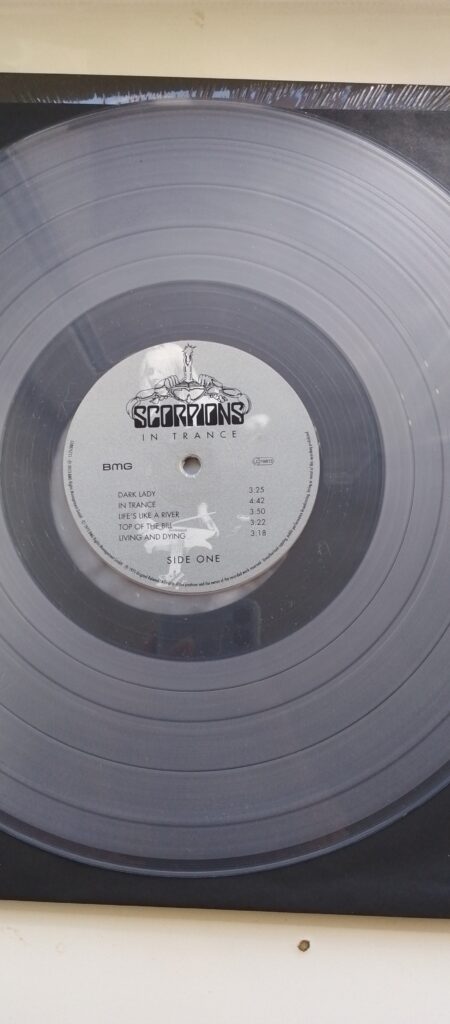 SCORPIONS
IN TRANCE
BMG
DARK LADY 3:25
IN TRANCE 4:42
LIFE'S LIKE A RIVER 3:50
TOP OF THE BILL 3:22
LIVING AND DYING 3:18
SIDE ONE